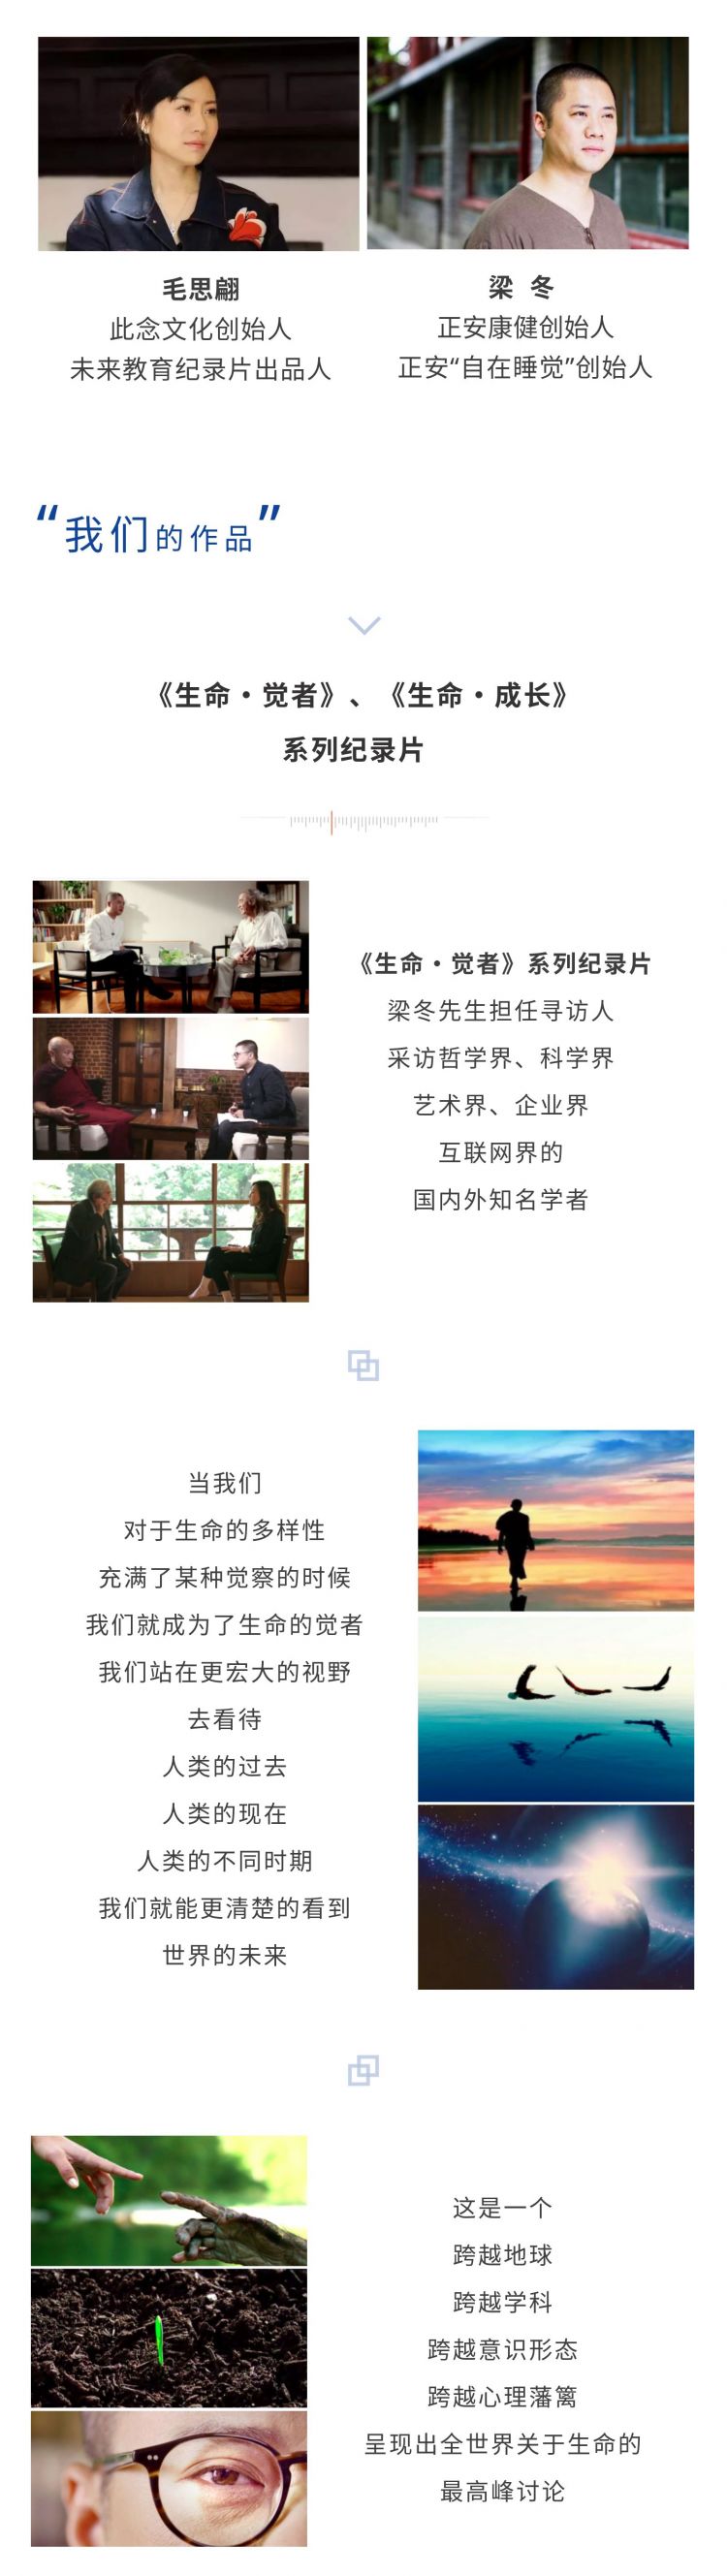 毛思翩
此念文化创始人
未来教育纪录片出品人
梁 冬
正安康健创始人
正安“自在睡觉”创始人
“我们的作品”
《生命·觉者》、《生命·成长》
系列纪录片
《生命·觉者》系列纪录片
梁冬先生担任寻访人
采访哲学界、科学界
艺术界、企业界
互联网界的
国内外知名学者
当我们
对于生命的多样性
充满了某种觉察的时候
我们就成为了生命的觉者
我们站在更宏大的视野
去看待
人类的过去
人类的现在
人类的不同时期
我们就能更清楚的看到
世界的未来
这是一个
跨越地球
跨越学科
跨越意识形态
跨越心理藩篱
呈现出全世界关于生命的
最高峰讨论